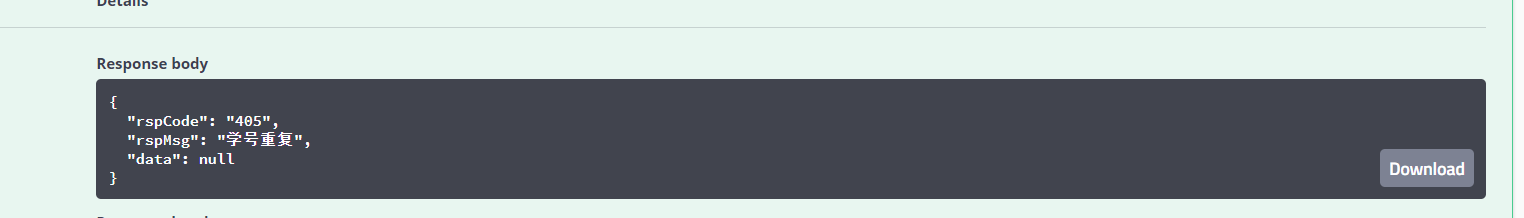 Details
Response body
{
"rspCode": "405",
"rspMsg": "学号重复",
"data": null
}
Download